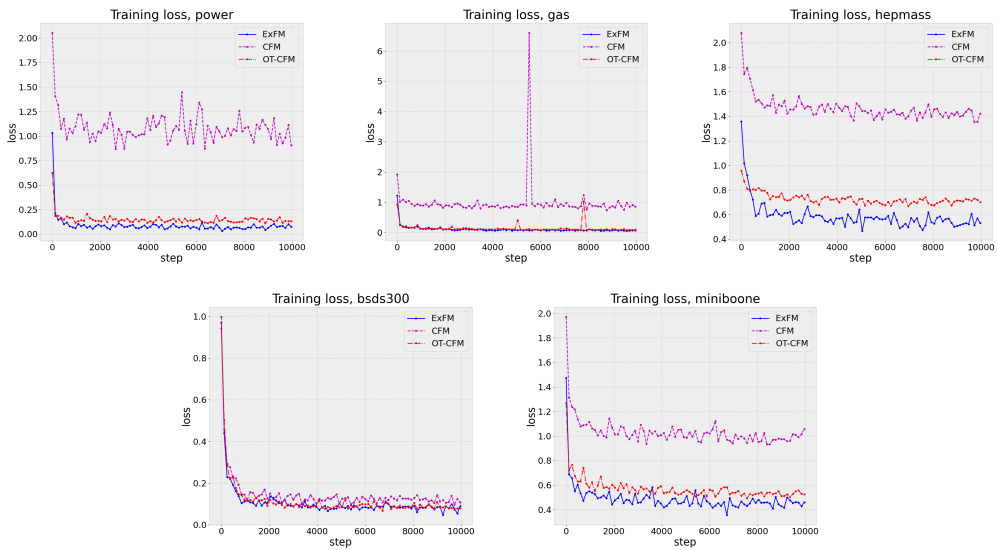 Training loss, power
2.00
1.75
1.50
1.25
1.00
0.75
0.50
0.25
0.00
loss
0 2000 4000 6000 8000 10000
step
ExFM
CFM
OT-CFM
Training loss, gas
6
5
4
3
2
1
0
loss
0 2000 4000 6000 8000 10000
step
ExFM
CFM
OT-CFM
Training loss, hepmass
2.0
1.8
1.6
1.4
1.2
1.0
0.8
0.6
0.4
loss
0 2000 4000 6000 8000 10000
step
ExFM
CFM
OT-CFM
Training loss, bsds300
1.0
0.8
0.6
0.4
0.2
0.0
loss
0 2000 4000 6000 8000 10000
step
ExFM
CFM
OT-CFM
Training loss, miniboone
2.0
1.8
1.6
1.4
1.2
1.0
0.8
0.6
0.4
loss
0 2000 4000 6000 8000 10000
step
ExFM
CFM
OT-CFM